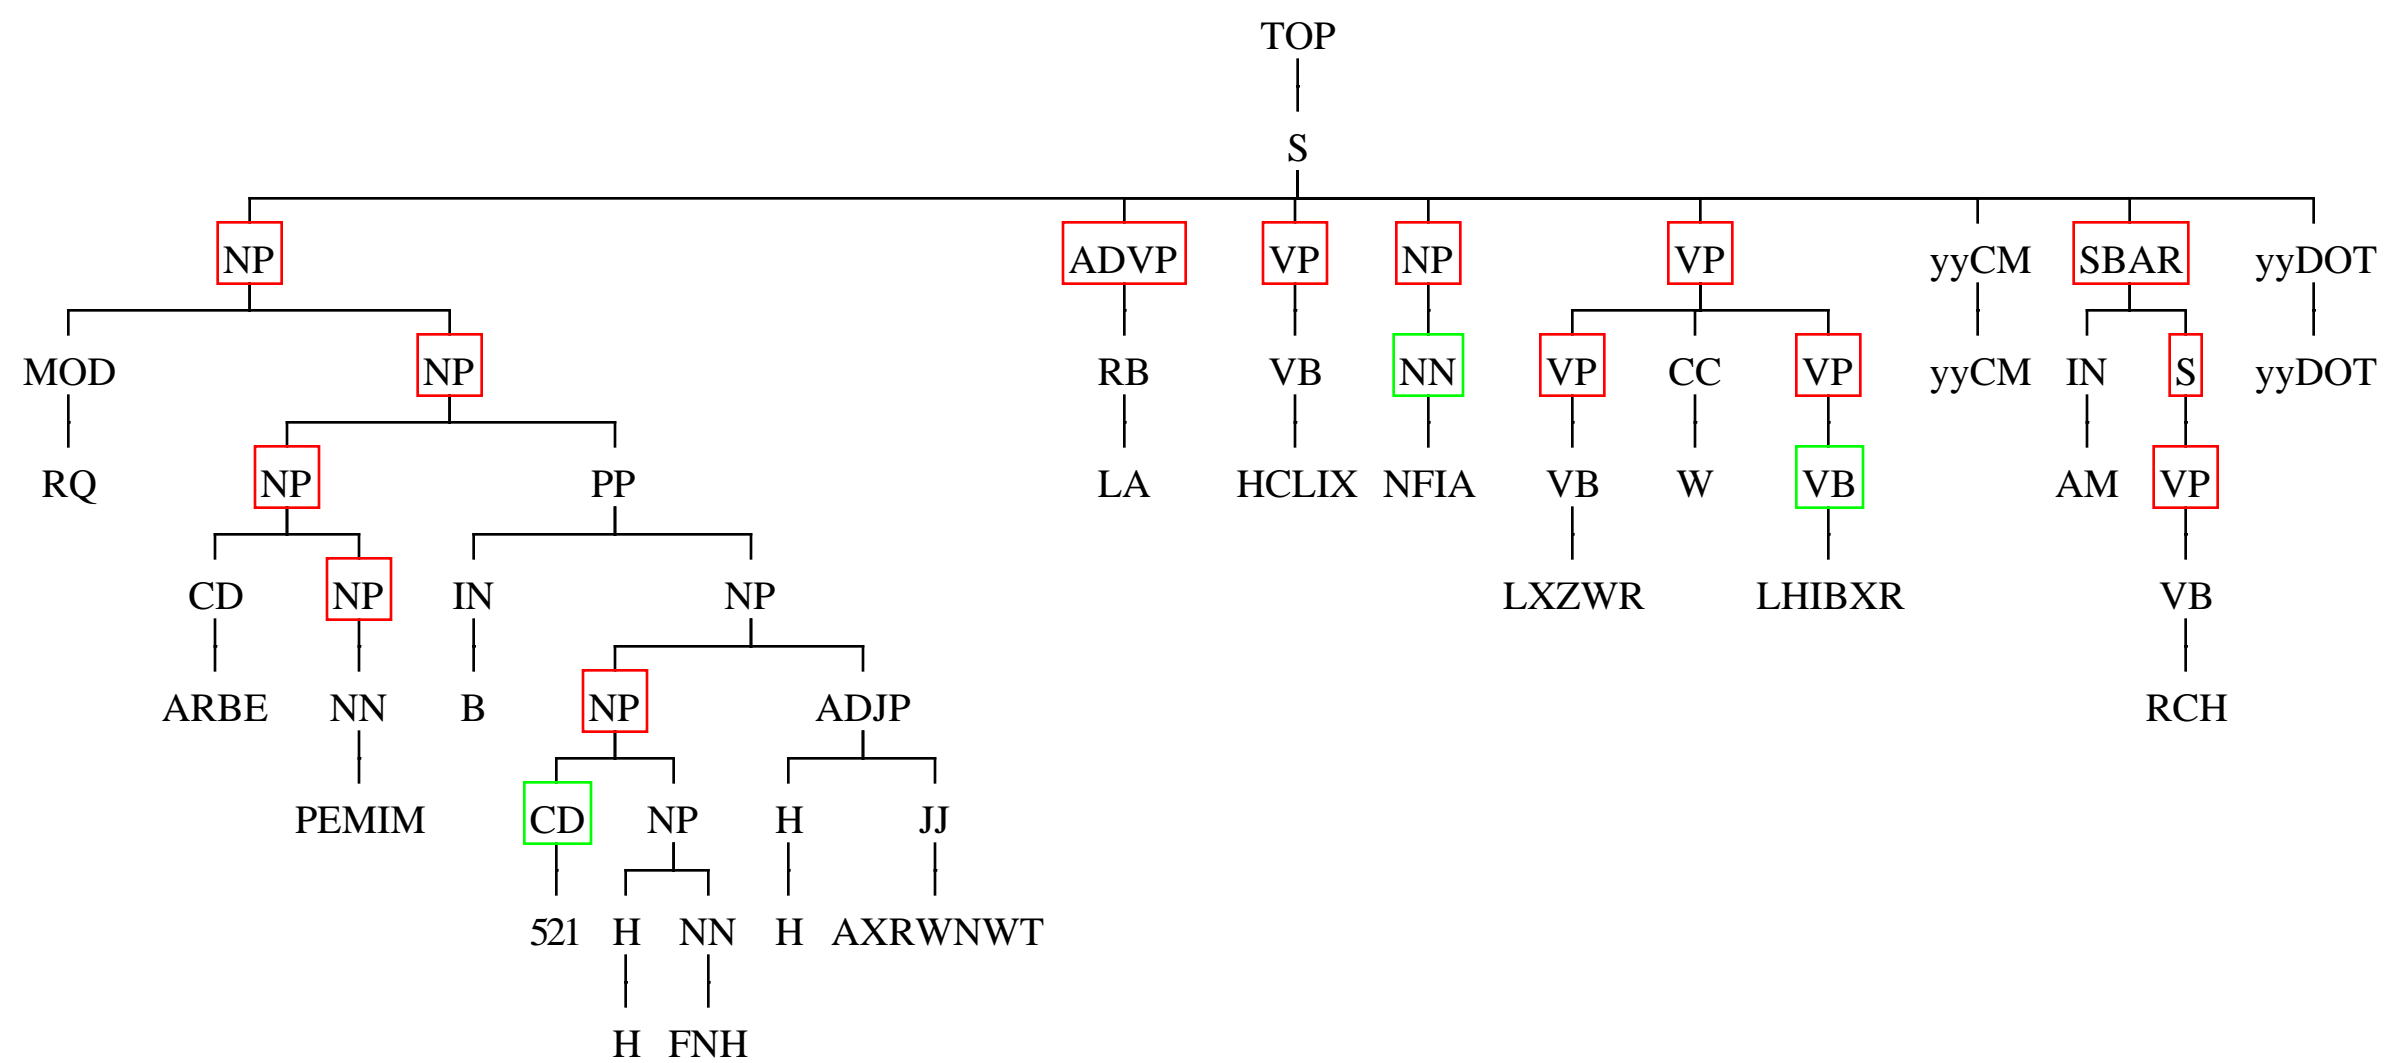 TOP
S
NP ADVP VP NP VP yyCM SBAR yyDOT
MOD NP RB VB NN VP CC VP yyCM IN S yyDOT
RQ NP PP LA HCLIX NFIA VB W VB AM VP
CD NP IN NP LXZWR LHIBXR VB
ARBE NN B NP ADJP RCH
PEMIM CD NP H JJ
521 H NN H AXRWNWT
H FNH